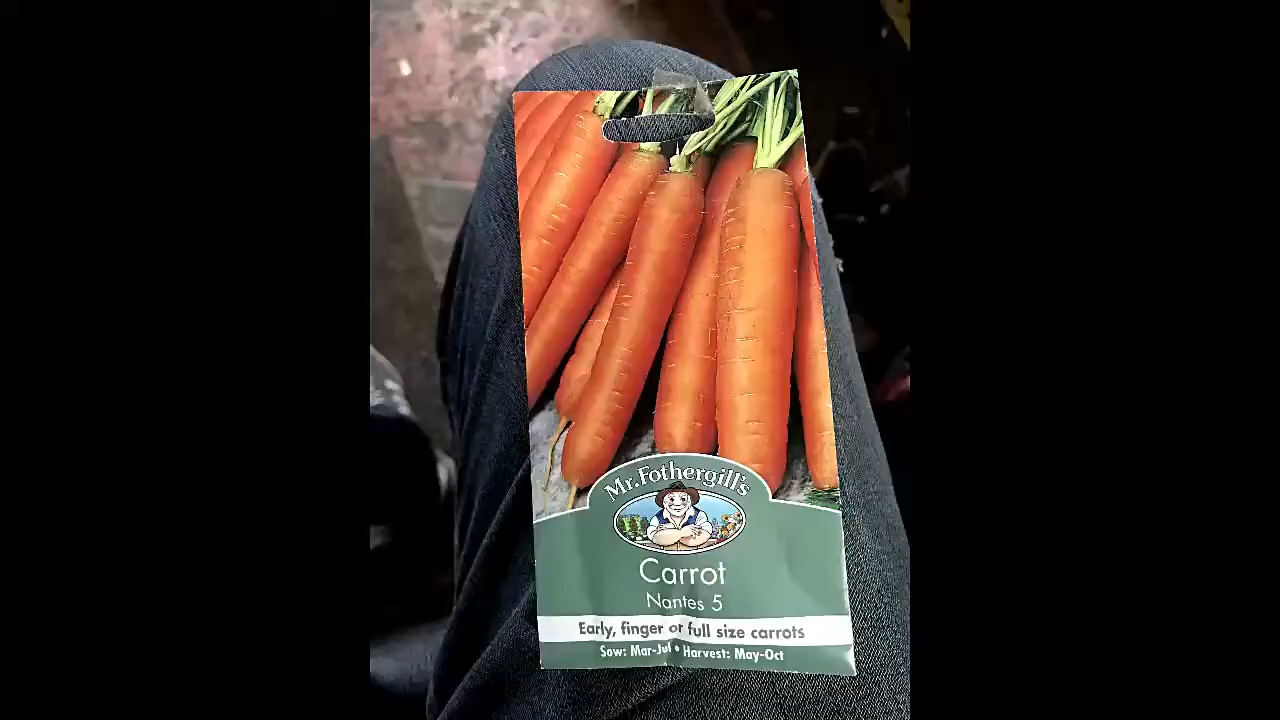 Mr. Fothergill's
Carrot
Nantes 5
Early, finger or full size carrots
Sow: Mar-Jul • Harvest: May-Oct